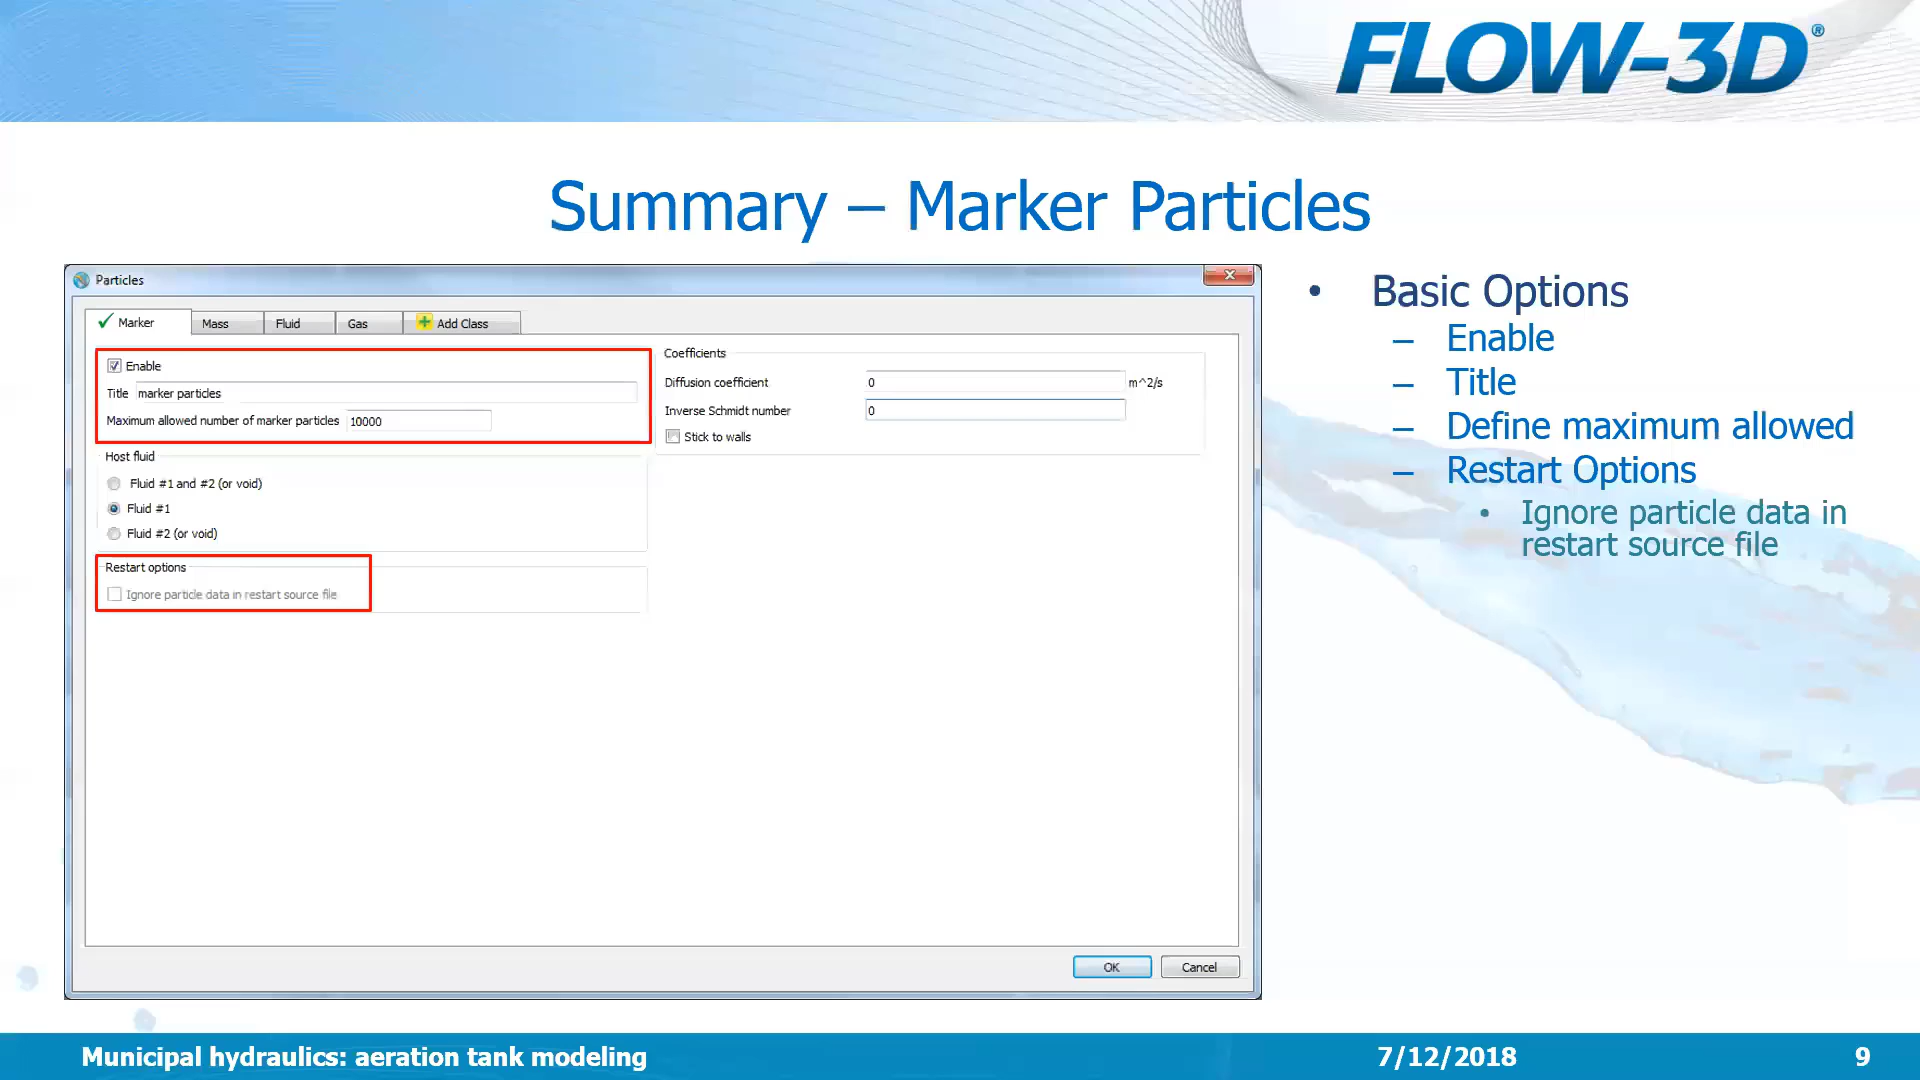 FLOW-3D®
Summary – Marker Particles
Particles
Marker Mass Fluid Gas Add Class
Enable
Title marker particles
Maximum allowed number of marker particles 10000
Host fluid
Fluid #1 and #2 (or void)
Fluid #1
Fluid #2 (or void)
Restart options
Ignore particle data in restart source file
Coefficients
Diffusion coefficient 0 m^2/s
Inverse Schmidt number 0
Stick to walls
OK Cancel
• Basic Options
– Enable
– Title
– Define maximum allowed
– Restart Options
• Ignore particle data in
restart source file
Municipal hydraulics: aeration tank modeling 7/12/2018 9